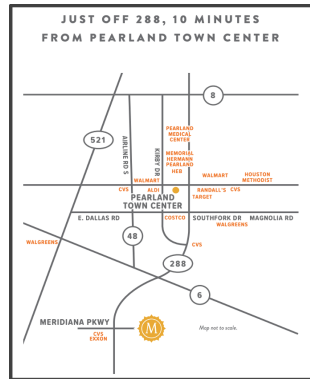 JUST OFF 288, 10 MINUTES
FROM PEARLAND TOWN CENTER
8
521
AIRLINE RD S
KIRBY DR
PEARLAND
MEDICAL
CENTER
MEMORIAL
HERMANN
PEARLAND
HEB
WALMART
WALMART
HOUSTON
METHODIST
CVS
ALDI
RANDALL'S
CVS
PEARLAND
TOWN CENTER
TARGET
E. DALLAS RD
COSTCO
SOUTHFORK DR
MAGNOLIA RD
WALGREENS
WALGREENS
48
CVS
288
6
MERIDIANA PKWY
M
Map not to scale.
CVS
EXXON